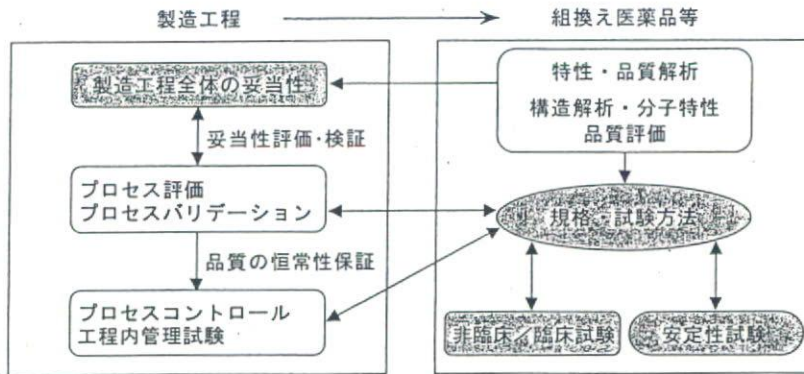 製造工程
組換え医薬品等
製造工程全体の妥当性
妥当性評価・検証
プロセス評価
プロセスバリデーション
品質の恒常性保証
プロセスコントロール
工程内管理試験
特性・品質解析
構造解析・分子特性
品質評価
規格・試験方法
非臨床／臨床試験
安定性試験